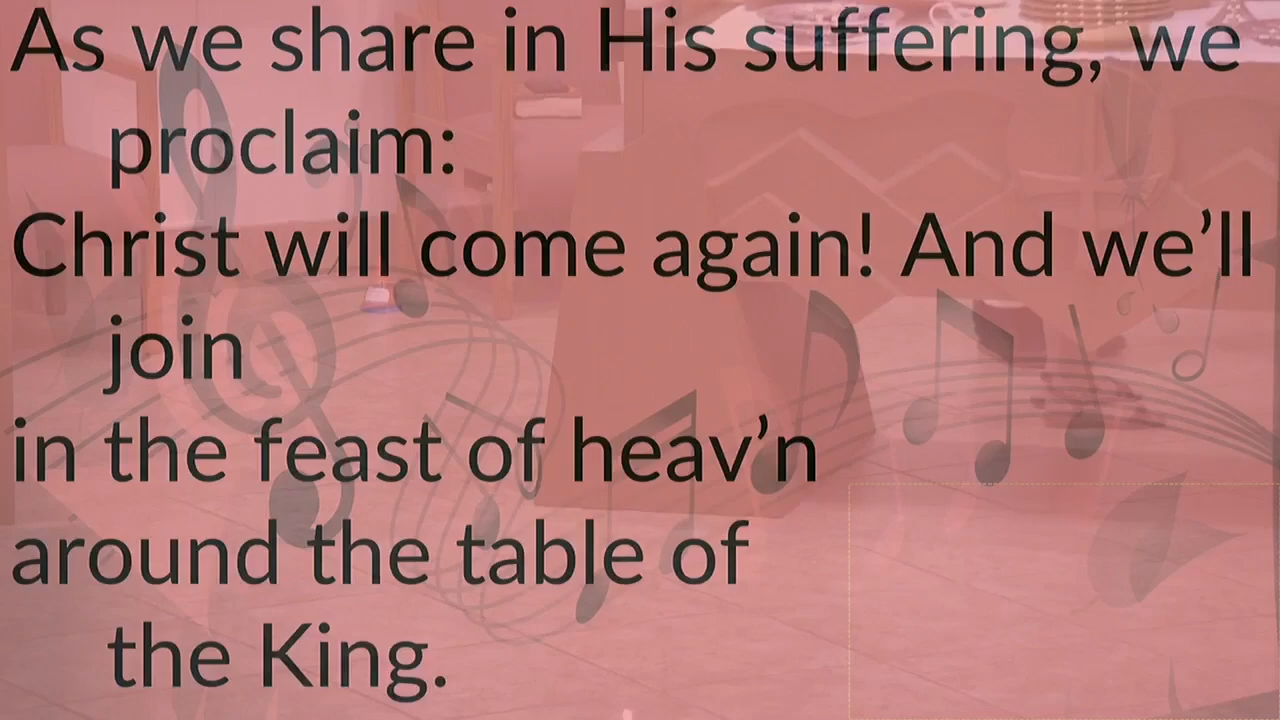 As we share in His suffering, we
proclaim:
Christ will come again! And we’ll
join
in the feast of heav’n
around the table of
the King.